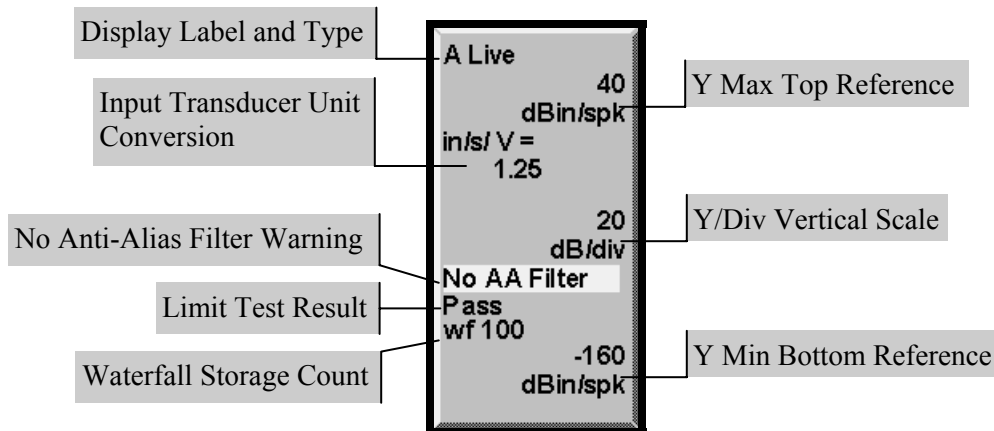 Display Label and Type
Input Transducer Unit
Conversion
No Anti-Alias Filter Warning
Limit Test Result
Waterfall Storage Count
A Live
40
dBin/spk
in/s/ V =
1.25
20
dB/div
No AA Filter
Pass
wf 100
-160
dBin/spk
Y Max Top Reference
Y/Div Vertical Scale
Y Min Bottom Reference